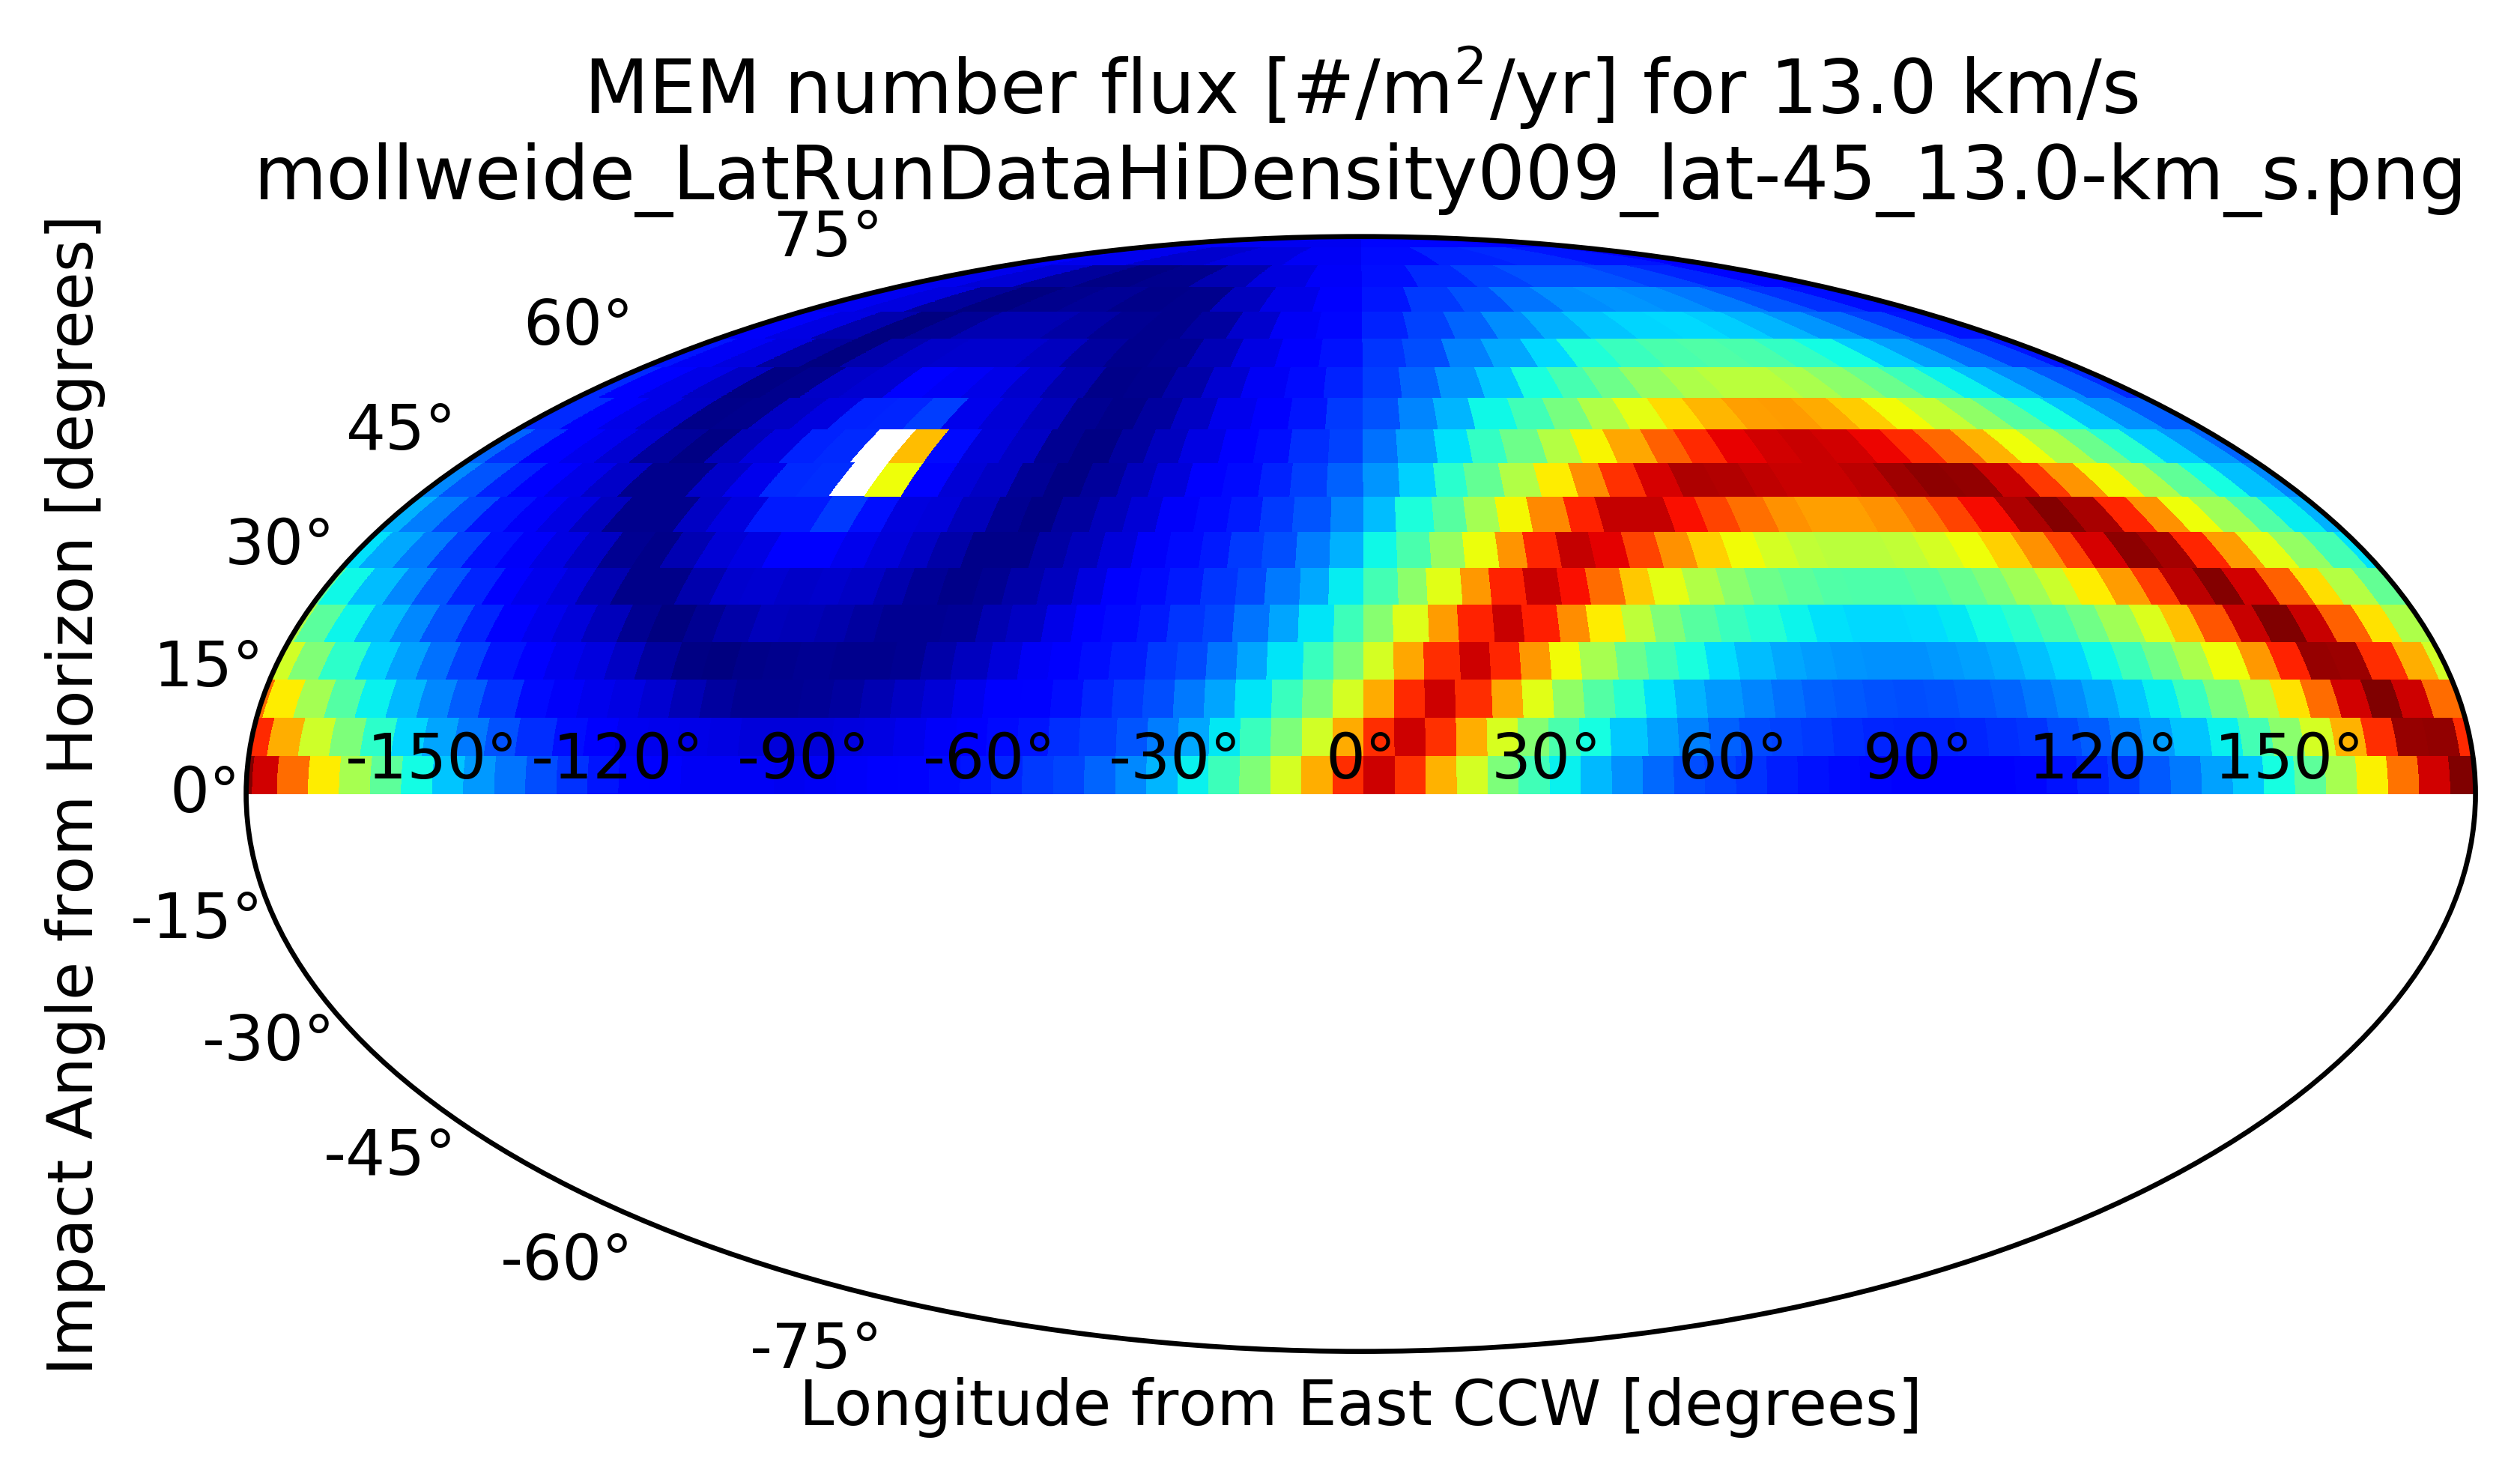 MEM number flux [#/m²/yr] for 13.0 km/s
mollweide_LatRunDataHiDensity009_lat-45_13.0-km_s.png
Impact Angle from Horizon [degrees]
75°
60°
45°
30°
15°
0°
-15°
-30°
-45°
-60°
-75°
-150° -120° -90° -60° -30° 0° 30° 60° 90° 120° 150°
Longitude from East CCW [degrees]